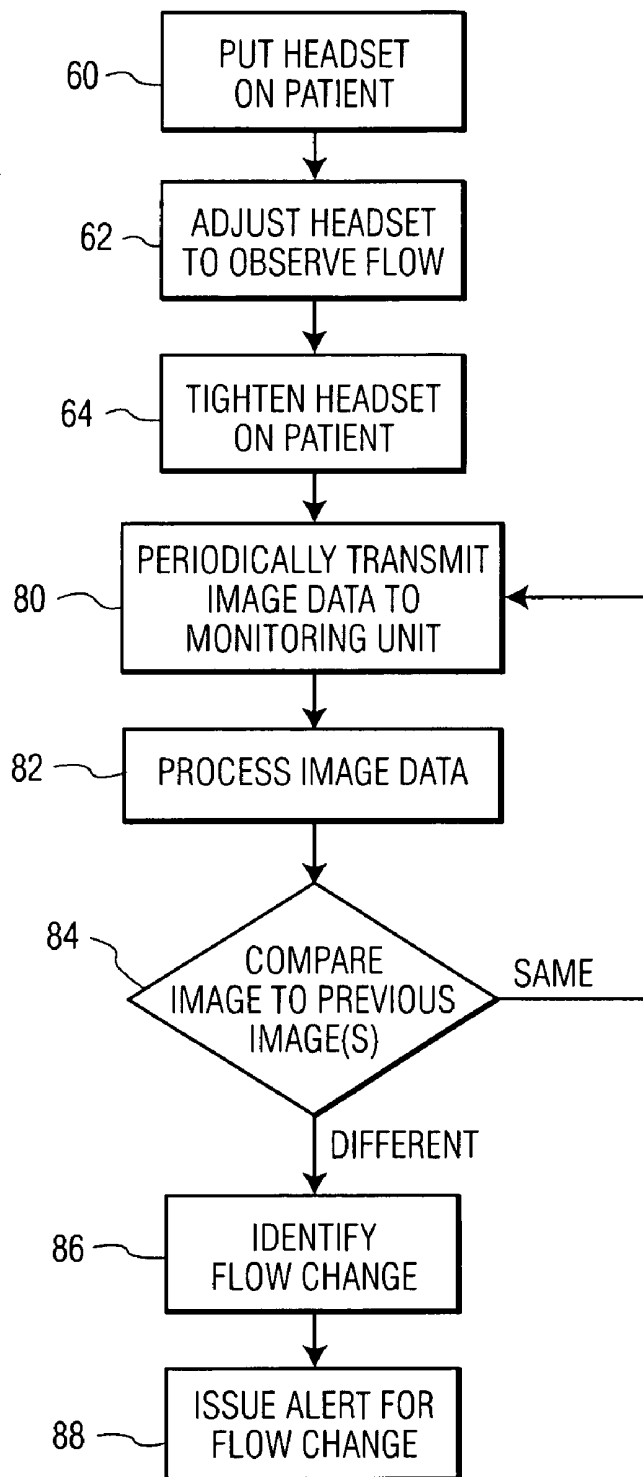 60
PUT HEADSET
ON PATIENT
62
ADJUST HEADSET
TO OBSERVE FLOW
64
TIGHTEN HEADSET
ON PATIENT
80
PERIODICALLY TRANSMIT
IMAGE DATA TO
MONITORING UNIT
82
PROCESS IMAGE DATA
84
COMPARE
IMAGE TO PREVIOUS
IMAGE(S)
SAME
DIFFERENT
86
IDENTIFY
FLOW CHANGE
88
ISSUE ALERT FOR
FLOW CHANGE